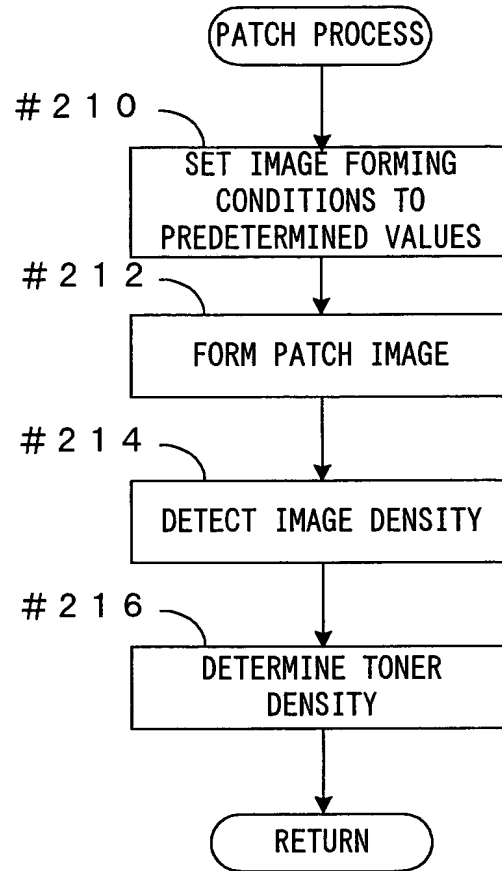 PATCH PROCESS
#210
SET IMAGE FORMING
CONDITIONS TO
PREDETERMINED VALUES
#212
FORM PATCH IMAGE
#214
DETECT IMAGE DENSITY
#216
DETERMINE TONER
DENSITY
RETURN